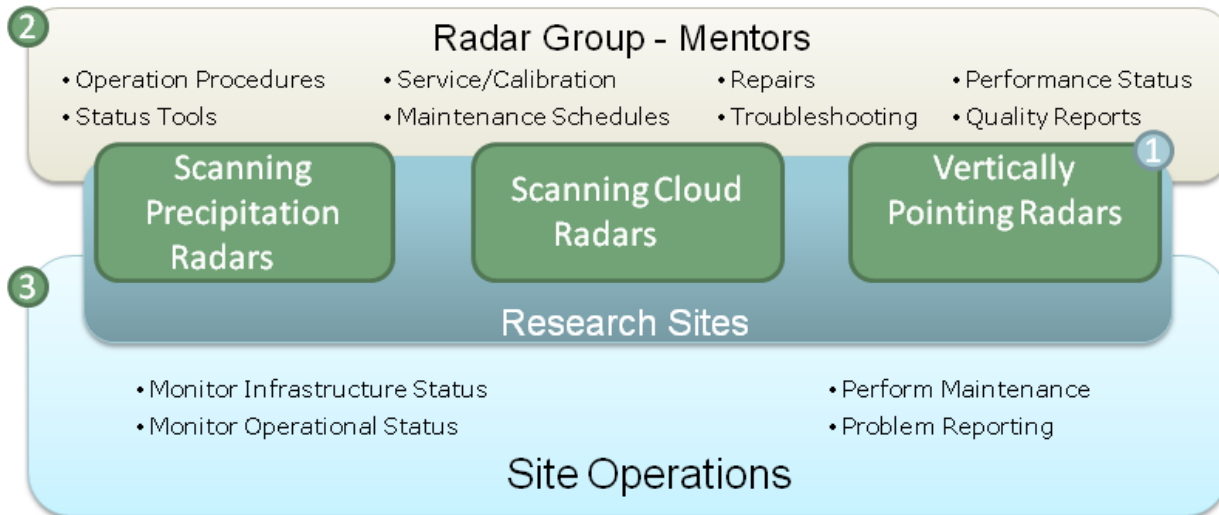 2
Radar Group - Mentors
• Operation Procedures
• Service/Calibration
• Repairs
• Performance Status
• Status Tools
• Maintenance Schedules
• Troubleshooting
• Quality Reports
1
Scanning
Precipitation
Radars
Scanning Cloud
Radars
Vertically
Pointing Radars
3
Research Sites
• Monitor Infrastructure Status
• Perform Maintenance
• Monitor Operational Status
• Problem Reporting
Site Operations